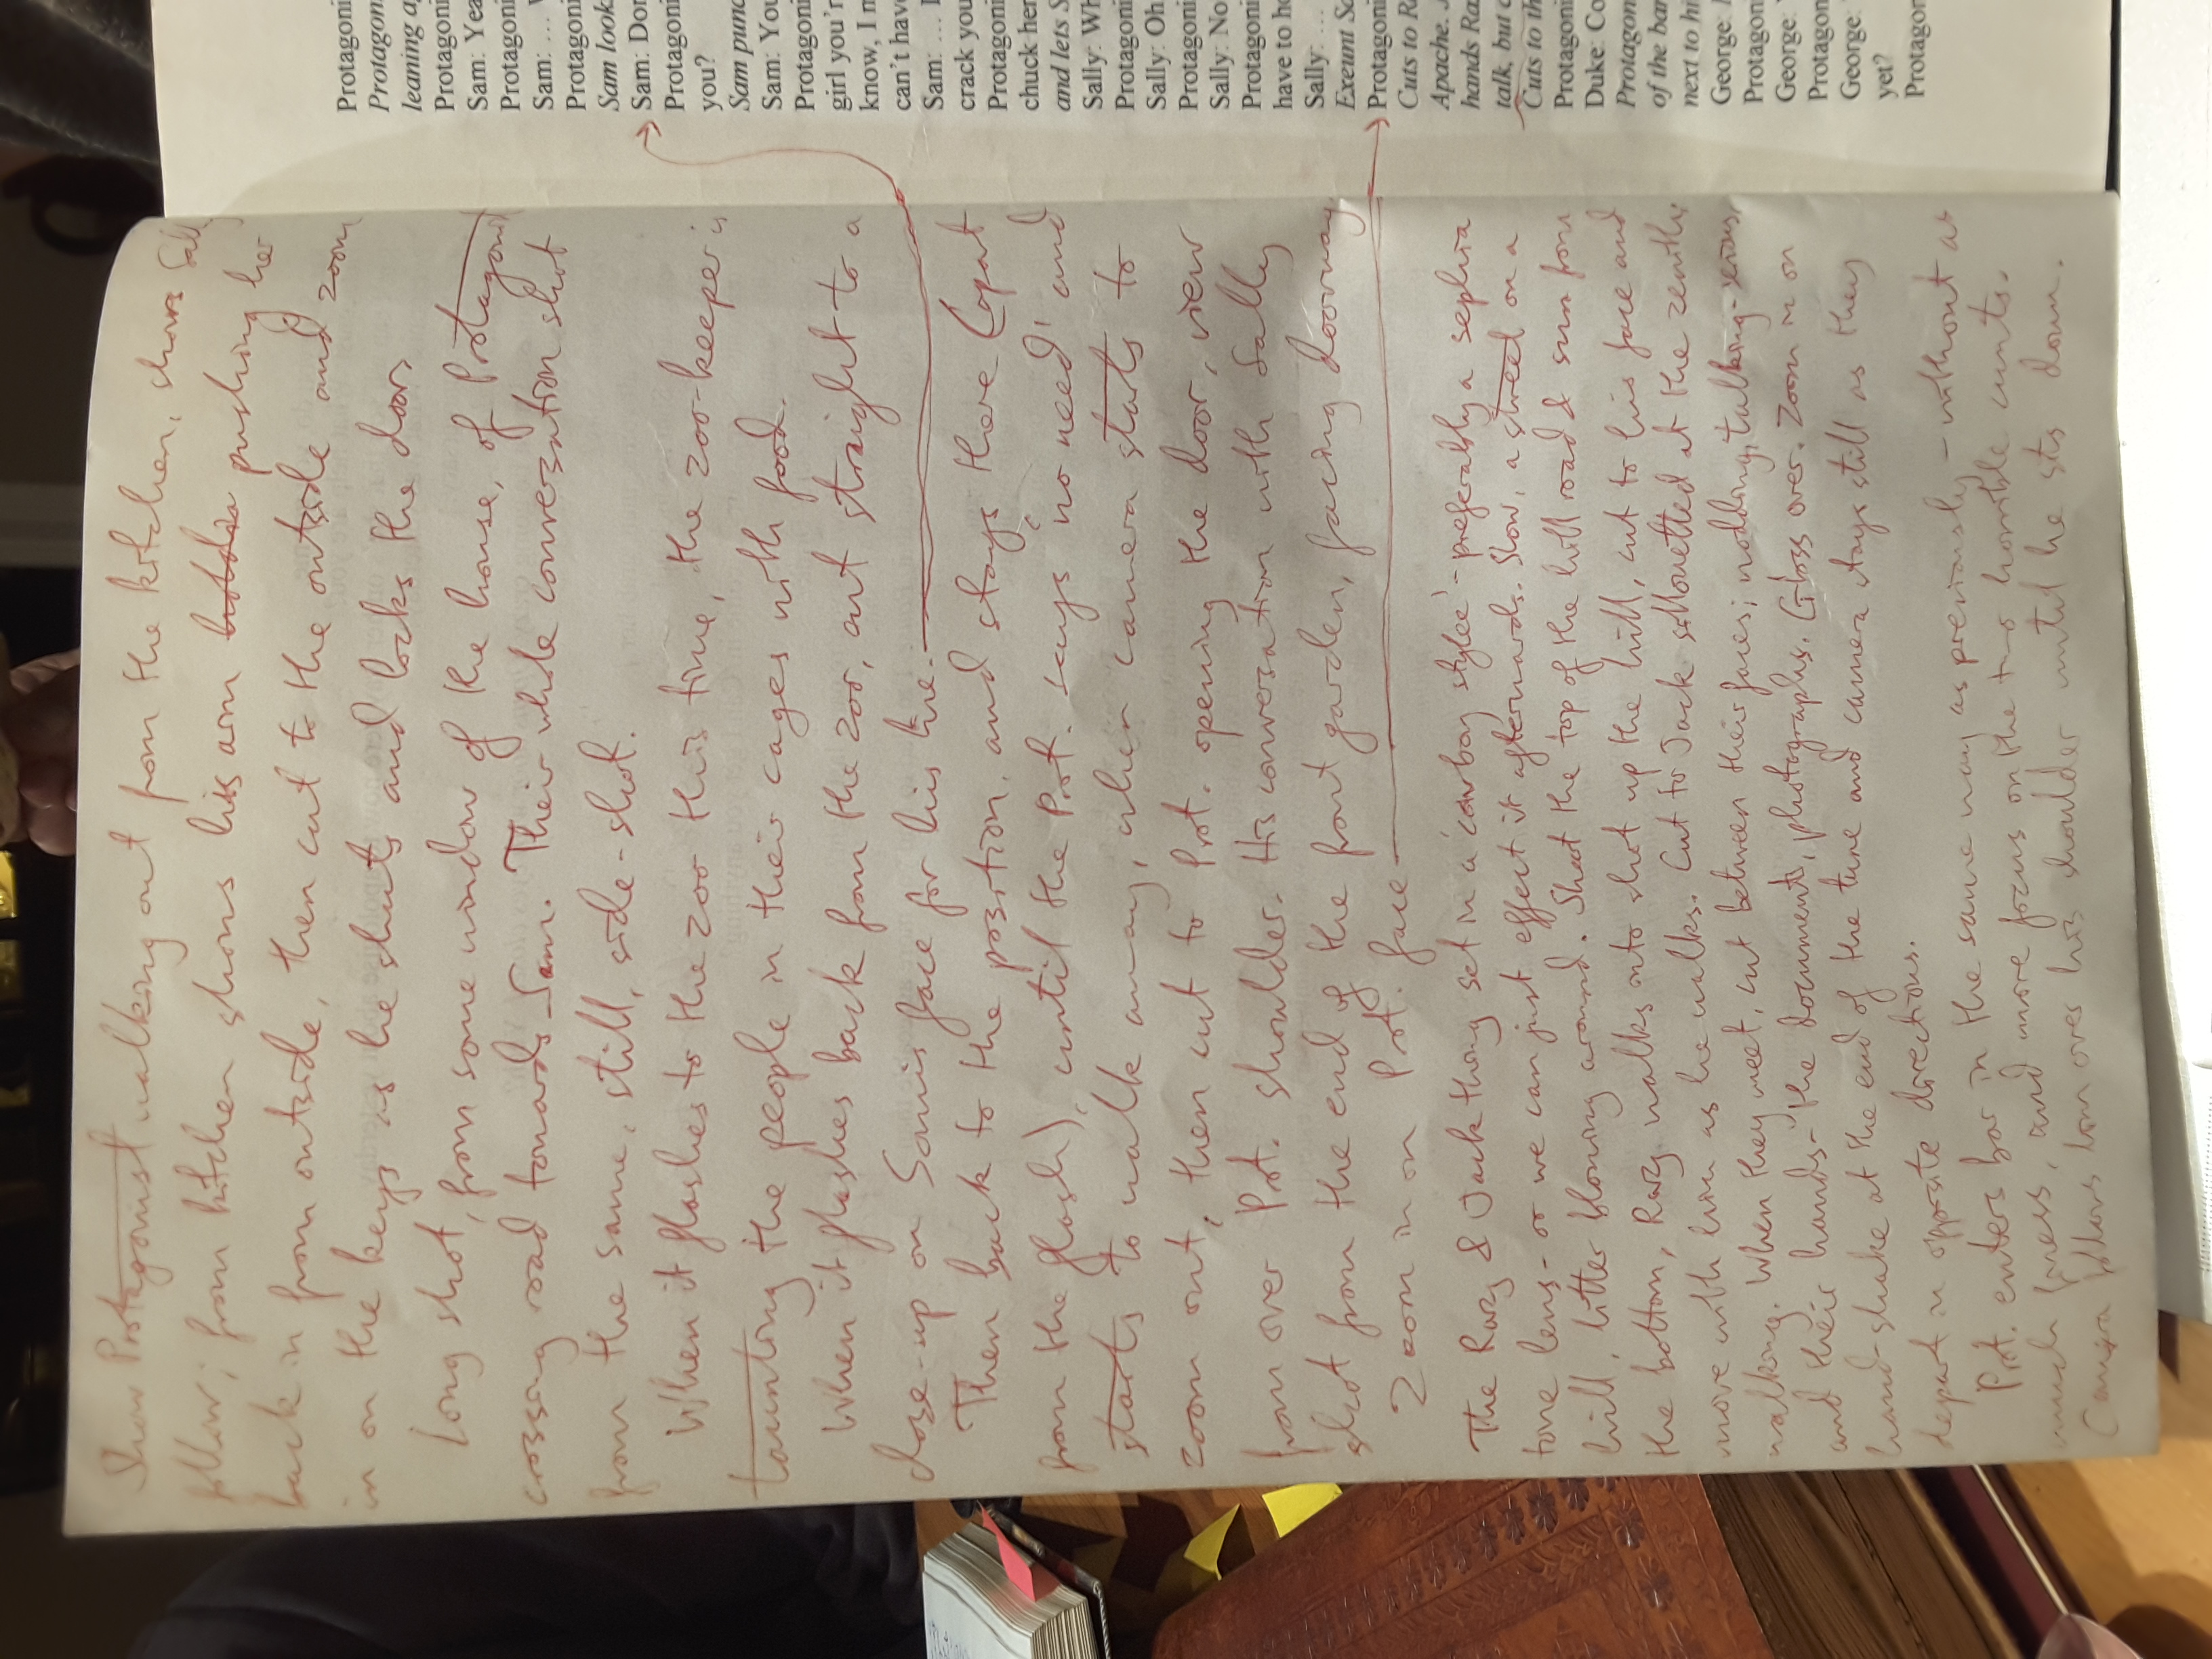 Show Protagonist walking out from the kitchen, shows Sally
follow; from kitchen shows his arm holdin pushing her
back in from outside, then cut to the outside and zoom
in on the keys as he shuts and locks the door.
Long shot, from some window of the house, of Protagonist
crossing road towards Sam. Their whole conversation shot
from the same, still, side-shot.
When it flashes to the zoo this time, the zoo-keeper is
taunting the people in their cages with food.
When it flashes back from the zoo, cut straight to a
close-up on Sam's face for his line.
Then back to the position, and stays there (apart
from the flash), until the Prot. says 'no need' and
starts to walk away, when camera starts to
zoom out, then cut to Prot. opening the door, view
from over Prot. shoulder. His conversation with Sally
shot from the end of the front garden, facing doorway.
Zoom in on Prot. face
The Razy & Jack thing set in a 'cowboy stylee' - preferably a sephia
tone lens - or we can just effect it afterwards. Slow, a street on a
hill, litter blowing around. Shoot the top of the hill road & sun from
the bottom, Razy walks into shot up the hill, cut to his face and
move with him as he walks. Cut to Jack sillouetted at the zenith,
walking. When they meet, cut between their faces; nodding, talking - serious,
and their hands - the documents, photographs. Gloss over. Zoom in on
hand-shake at the end of the tune and camera stays still as they
depart in opposite directions.
Prot. enters bar in the same way as previously - without as
much finess, and more focus on the two horrible cunts.
Camera follows him over his shoulder until he sits down.
Protagoni
Protagon
leaning a
Protagoni
Sam: Yea
Protagoni
Sam: ...
Protagoni
Sam look
Sam: Don
Protagoni
you?
Sam punc
Sam: You
Protagoni
girl you'r
know, I m
can't hav
Sam: ... I
crack you
Protagoni
chuck her
and lets S
Sally: Wh
Protagoni
Sally: Oh
Protagoni
Sally: No
Protagoni
have to h
Sally: ...
Exeunt Sa
Protagoni
Cuts to R
Apache. J
hands Ra
talk, but
Cuts to th
Protagoni
Duke: Co
Protagon
of the bar
next to hi
George:
Protagon
George:
Protagon
George:
yet?
Protagon